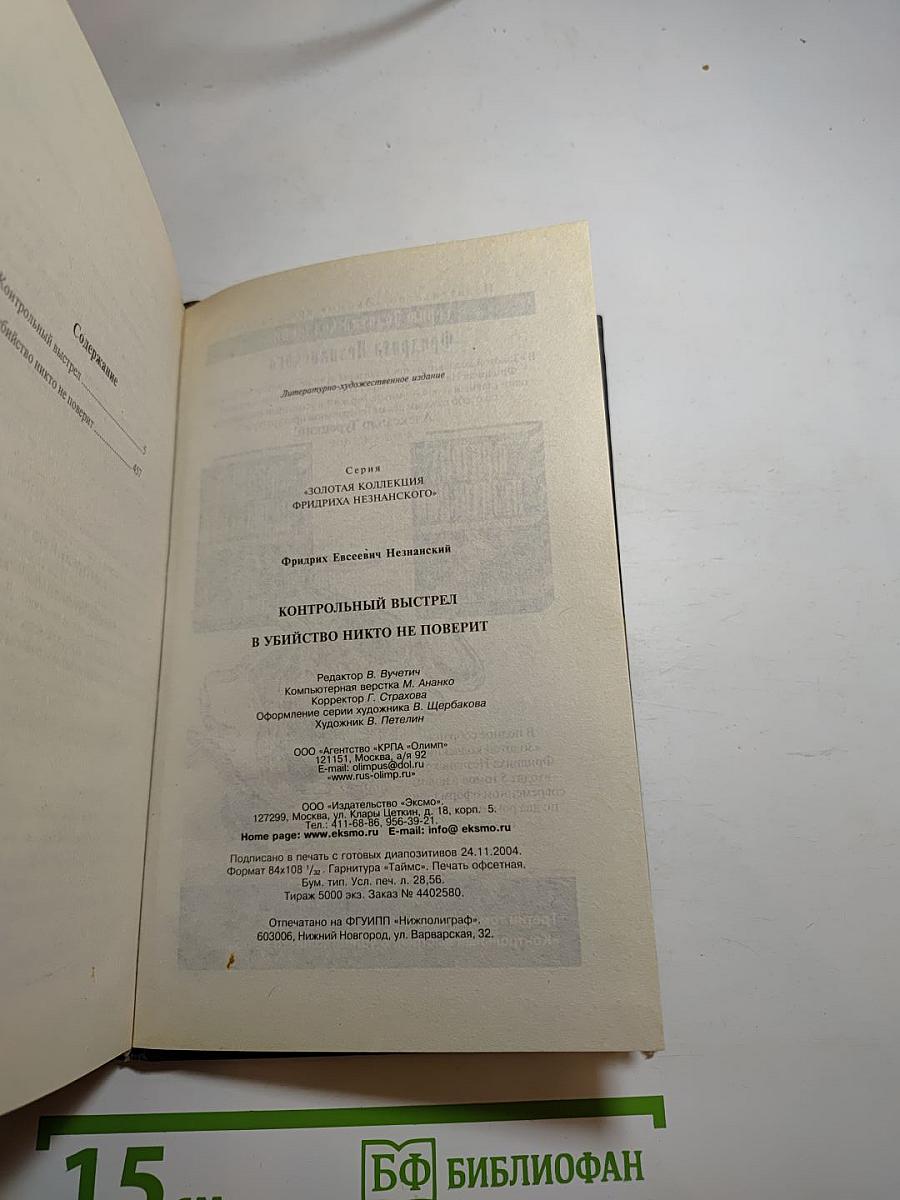 Содержание
Контрольный выстрел ..................... 5
убийство никто не поверит ............ 457
Литературно-художественное издание
Серия
«ЗОЛОТАЯ КОЛЛЕКЦИЯ
ФРИДРИХА НЕЗНАНСКОГО»
Фридрих Евсеевич Незнанский
КОНТРОЛЬНЫЙ ВЫСТРЕЛ
В УБИЙСТВО НИКТО НЕ ПОВЕРИТ
Редактор В. Вучетич
Компьютерная верстка М. Ананко
Корректор Г. Страхова
Оформление серии художника В. Щербакова
Художник В. Петелин
ООО «Агентство «КРПА «Олимп»
121151, Москва, а/я 92
E-mail: olimpus@dol.ru
«www.rus-olimp.ru»
ООО «Издательство «Эксмо».
127299, Москва, ул. Клары Цеткин, д. 18, корп. 5.
Тел.: 411-68-86, 956-39-21.
Home page: www.eksmo.ru E-mail: info@ eksmo.ru
Подписано в печать с готовых диапозитивов 24.11.2004.
Формат 84х108 1/32. Гарнитура «Таймс». Печать офсетная.
Бум. тип. Усл. печ. л. 28,56.
Тираж 5000 экз. Заказ № 4402580.
Отпечатано на ФГУИПП «Нижполиграф».
603006, Нижний Новгород, ул. Варварская, 32.
15 см
БФ БИБЛИОФАН